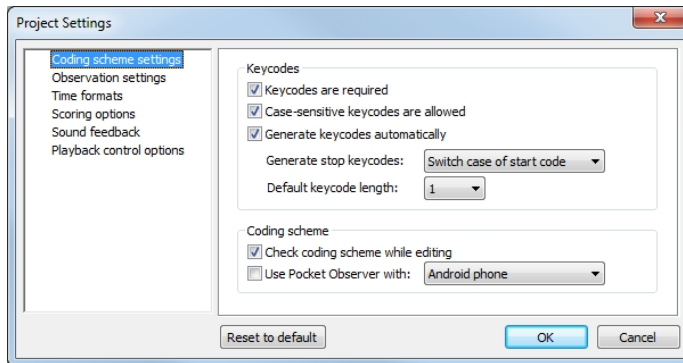 Project Settings
Coding scheme settings
Observation settings
Time formats
Scoring options
Sound feedback
Playback control options
Keycodes
Keycodes are required
Case-sensitive keycodes are allowed
Generate keycodes automatically
Generate stop keycodes: Switch case of start code
Default keycode length: 1
Coding scheme
Check coding scheme while editing
Use Pocket Observer with: Android phone
Reset to default OK Cancel